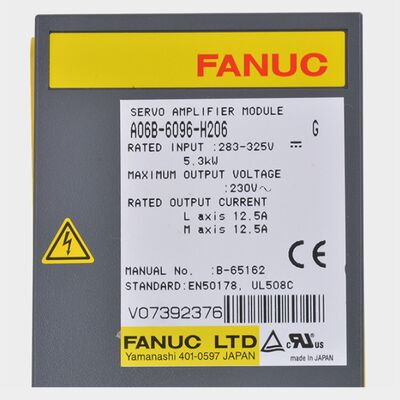 FANUC
SERVO AMPLIFIER MODULE
A06B-6096-H206 G
RATED INPUT :283-325V ⎓
5.3kW
MAXIMUM OUTPUT VOLTAGE
:230V~
RATED OUTPUT CURRENT
L axis 12.5A
M axis 12.5A
CE
MANUAL No. :B-65162
STANDARD:EN50178, UL508C
V07392376
FANUC LTD
Yamanashi 401-0597 JAPAN
c RU US
made In JAPAN